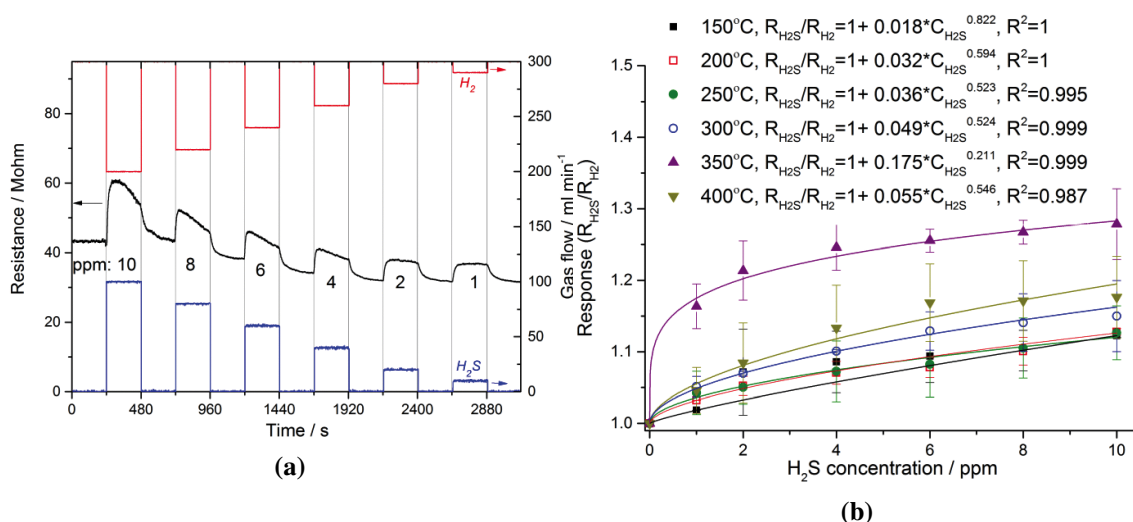 Resistance / Mohm
80
60
40
20
0
H2
ppm: 10
8
6
4
2
1
H2S
300
250
200
150
100
50
0
Gas flow / ml min-1
0
480
960
1440
1920
2400
2880
Time / s
(a)
150°C, RH2S/RH2=1+ 0.018*CH2S0.822, R2=1
200°C, RH2S/RH2=1+ 0.032*CH2S0.594, R2=1
250°C, RH2S/RH2=1+ 0.036*CH2S0.523, R2=0.995
300°C, RH2S/RH2=1+ 0.049*CH2S0.524, R2=0.999
350°C, RH2S/RH2=1+ 0.175*CH2S0.211, R2=0.999
400°C, RH2S/RH2=1+ 0.055*CH2S0.546, R2=0.987
Response (RH2S/RH2)
1.5
1.4
1.3
1.2
1.1
1.0
0
2
4
6
8
10
H2S concentration / ppm
(b)